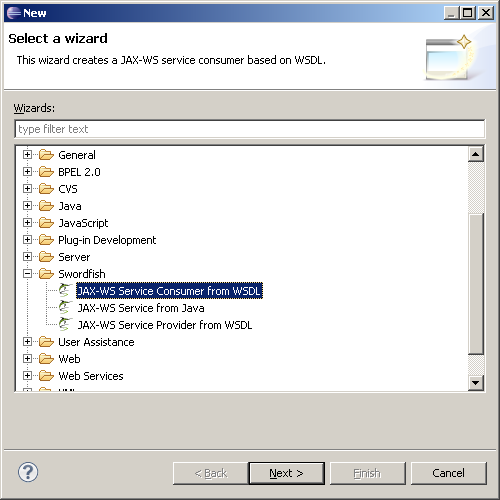 New
Select a wizard
This wizard creates a JAX-WS service consumer based on WSDL.
Wizards:
type filter text
General
BPEL 2.0
CVS
Java
JavaScript
Plug-in Development
Server
Swordfish
JAX-WS Service Consumer from WSDL
JAX-WS Service from Java
JAX-WS Service Provider from WSDL
User Assistance
Web
Web Services
?
< Back
Next >
Finish
Cancel